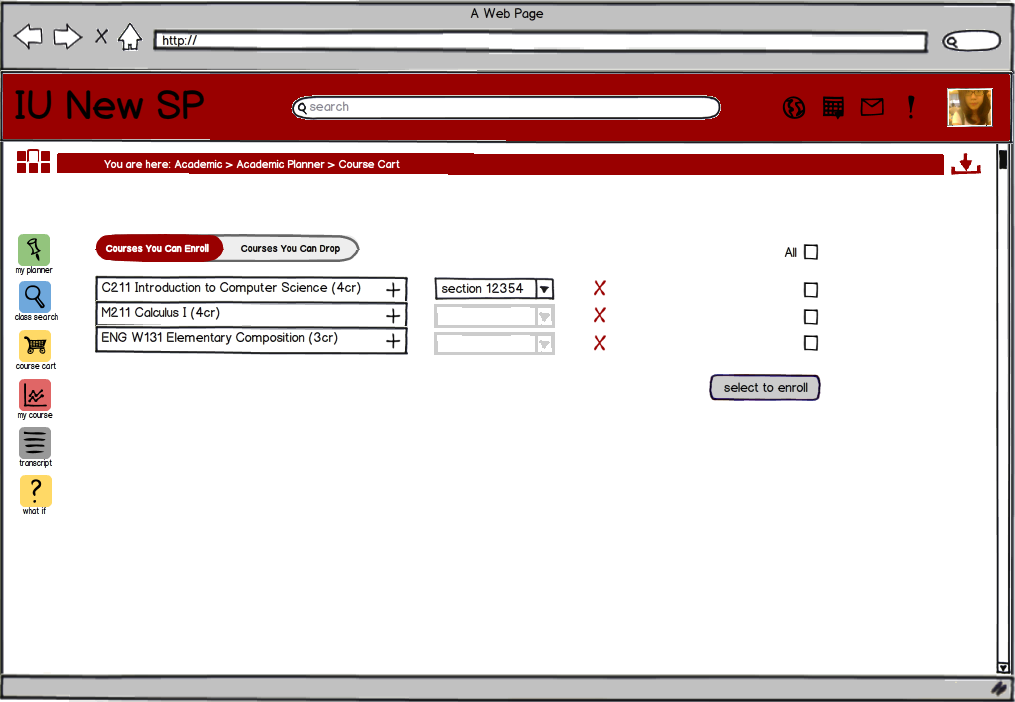 A Web Page
http://
IU New SP
search
You are here: Academic > Academic Planner > Course Cart
my planner
class search
course cart
my course
transcript
what if
Courses You Can Enroll
Courses You Can Drop
All
C211 Introduction to Computer Science (4cr)
section 12354
X
M211 Calculus I (4cr)
X
ENG W131 Elementary Composition (3cr)
X
select to enroll